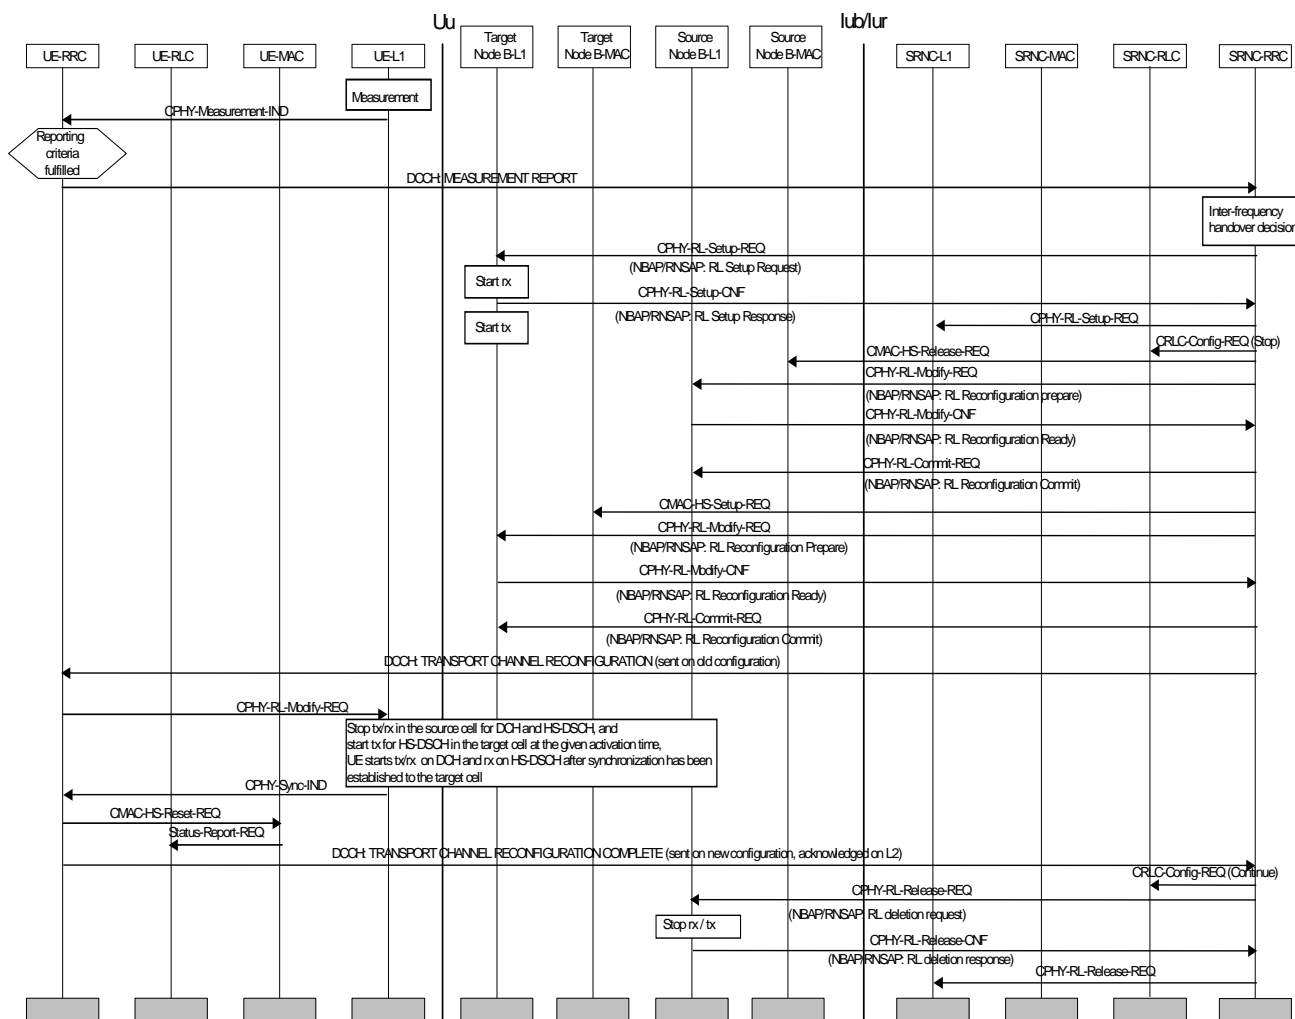 Uu
Iub/Iur
UE-RRC
UE-RLC
UE-MAC
UE-L1
Target
Node B-L1
Target
Node B-MAC
Source
Node B-L1
Source
Node B-MAC
SRNC-L1
SRNC-MAC
SRNC-RLC
SRNC-RRC
Measurement
CPHY-Measurement-IND
Reporting
criteria
fulfilled
DCCH: MEASUREMENT REPORT
Inter-frequency
handover decision
CPHY-RL-Setup-REQ
(NBAP/RNSAP: RL Setup Request)
Start rx
CPHY-RL-Setup-CNF
(NBAP/RNSAP: RL Setup Response)
Start tx
CPHY-RL-Setup-REQ
CRLC-Config-REQ (Stop)
CMAC-HS-Release-REQ
CPHY-RL-Modify-REQ
(NBAP/RNSAP: RL Reconfiguration prepare)
CPHY-RL-Modify-CNF
(NBAP/RNSAP: RL Reconfiguration Ready)
CPHY-RL-Commit-REQ
(NBAP/RNSAP: RL Reconfiguration Commit)
CMAC-HS-Setup-REQ
CPHY-RL-Modify-REQ
(NBAP/RNSAP: RL Reconfiguration Prepare)
CPHY-RL-Modify-CNF
(NBAP/RNSAP: RL Reconfiguration Ready)
CPHY-RL-Commit-REQ
(NBAP/RNSAP: RL Reconfiguration Commit)
DCCH: TRANSPORT CHANNEL RECONFIGURATION (sent on old configuration)
CPHY-RL-Modify-REQ
Stop tx/rx in the source cell for DCH and HS-DSCH, and
start tx for HS-DSCH in the target cell at the given activation time,
UE starts tx/rx on DCH and rx on HS-DSCH after synchronization has been
established to the target cell
CPHY-Sync-IND
CMAC-HS-Reset-REQ
Status-Report-REQ
DCCH: TRANSPORT CHANNEL RECONFIGURATION COMPLETE (sent on new configuration, acknowledged on L2)
CRLC-Config-REQ (Continue)
CPHY-RL-Release-REQ
(NBAP/RNSAP: RL deletion request)
Stop rx / tx
CPHY-RL-Release-CNF
(NBAP/RNSAP: RL deletion response)
CPHY-RL-Release-REQ